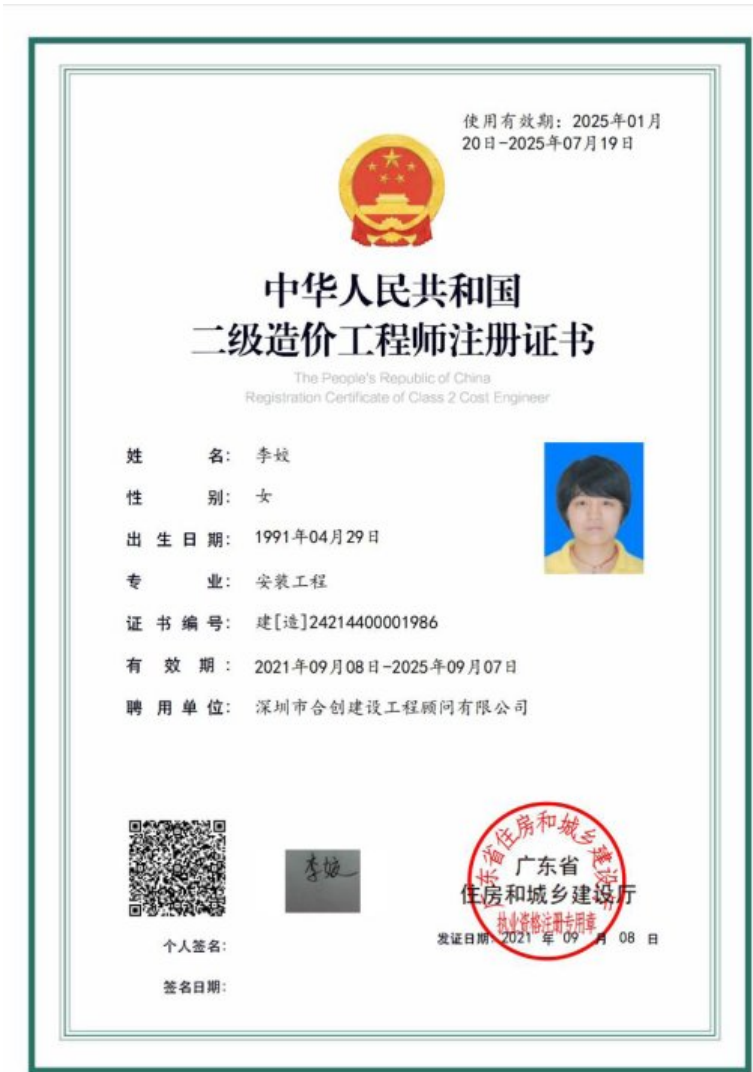 使用有效期: 2025年01月
20日-2025年07月19日
中华人民共和国
二级造价工程师注册证书
The People's Republic of China
Registration Certificate of Class 2 Cost Engineer
姓 名: 李姣
性 别: 女
出生日期: 1991年04月29日
专 业: 安装工程
证书编号: 建[造]24214400001986
有 效 期: 2021年09月08日-2025年09月07日
聘用单位: 深圳市合创建设工程顾问有限公司
李姣
广东省住房和城乡建设厅
广东省
住房和城乡建设厅
执业资格注册专用章
个人签名:
发证日期: 2021 年 09 月 08 日
签名日期: